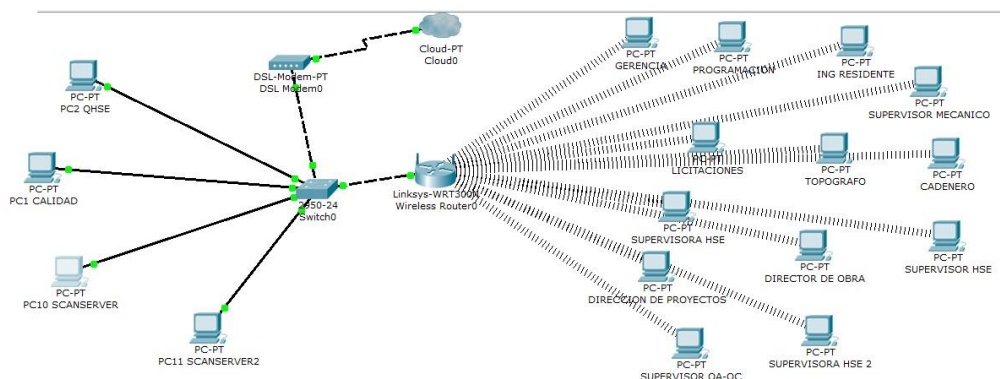 Cloud-PT
Cloud0
DSL-Modem-PT
DSL Modem0
PC-PT
PC2 QHSE
PC-PT
PC1 CALIDAD
PC-PT
PC10 SCANSERVER
PC-PT
PC11 SCANSERVER2
2950-24
Switch0
Linksys-WRT300N
Wireless Router0
PC-PT
GERENCIA
PC-PT
PROGRAMACION
PC-PT
ING RESIDENTE
PC-PT
SUPERVISOR MECANICO
PC-PT
LICITACIONES
PC-PT
TOPOGRAFO
PC-PT
CADENERO
PC-PT
SUPERVISORA HSE
PC-PT
DIRECTOR DE OBRA
PC-PT
SUPERVISOR HSE
PC-PT
DIRECCION DE PROYECTOS
PC-PT
SUPERVISOR QA-QC
PC-PT
SUPERVISORA HSE 2